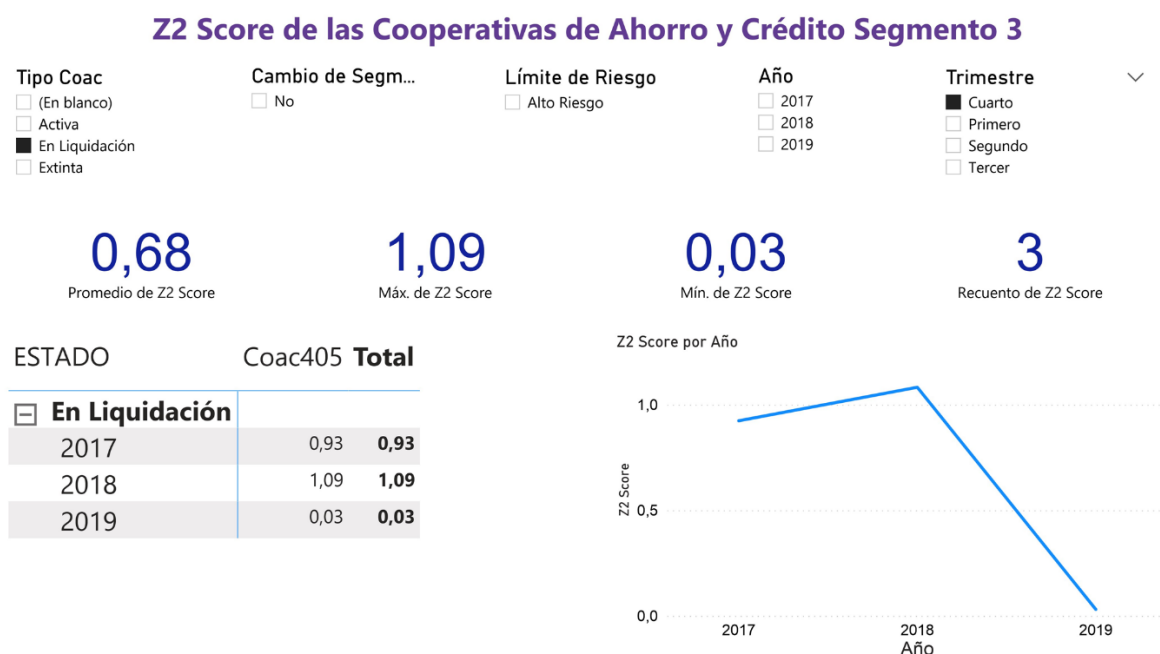 Z2 Score de las Cooperativas de Ahorro y Crédito Segmento 3
Tipo Coac
(En blanco)
Activa
En Liquidación
Extinta
Cambio de Segm...
No
Límite de Riesgo
Alto Riesgo
Año
2017
2018
2019
Trimestre
Cuarto
Primero
Segundo
Tercer
0,68
Promedio de Z2 Score
1,09
Máx. de Z2 Score
0,03
Mín. de Z2 Score
3
Recuento de Z2 Score
ESTADO Coac405 Total
En Liquidación
2017 0,93 0,93
2018 1,09 1,09
2019 0,03 0,03
Z2 Score por Año
Z2 Score
1,0
0,5
0,0
2017 2018 2019
Año